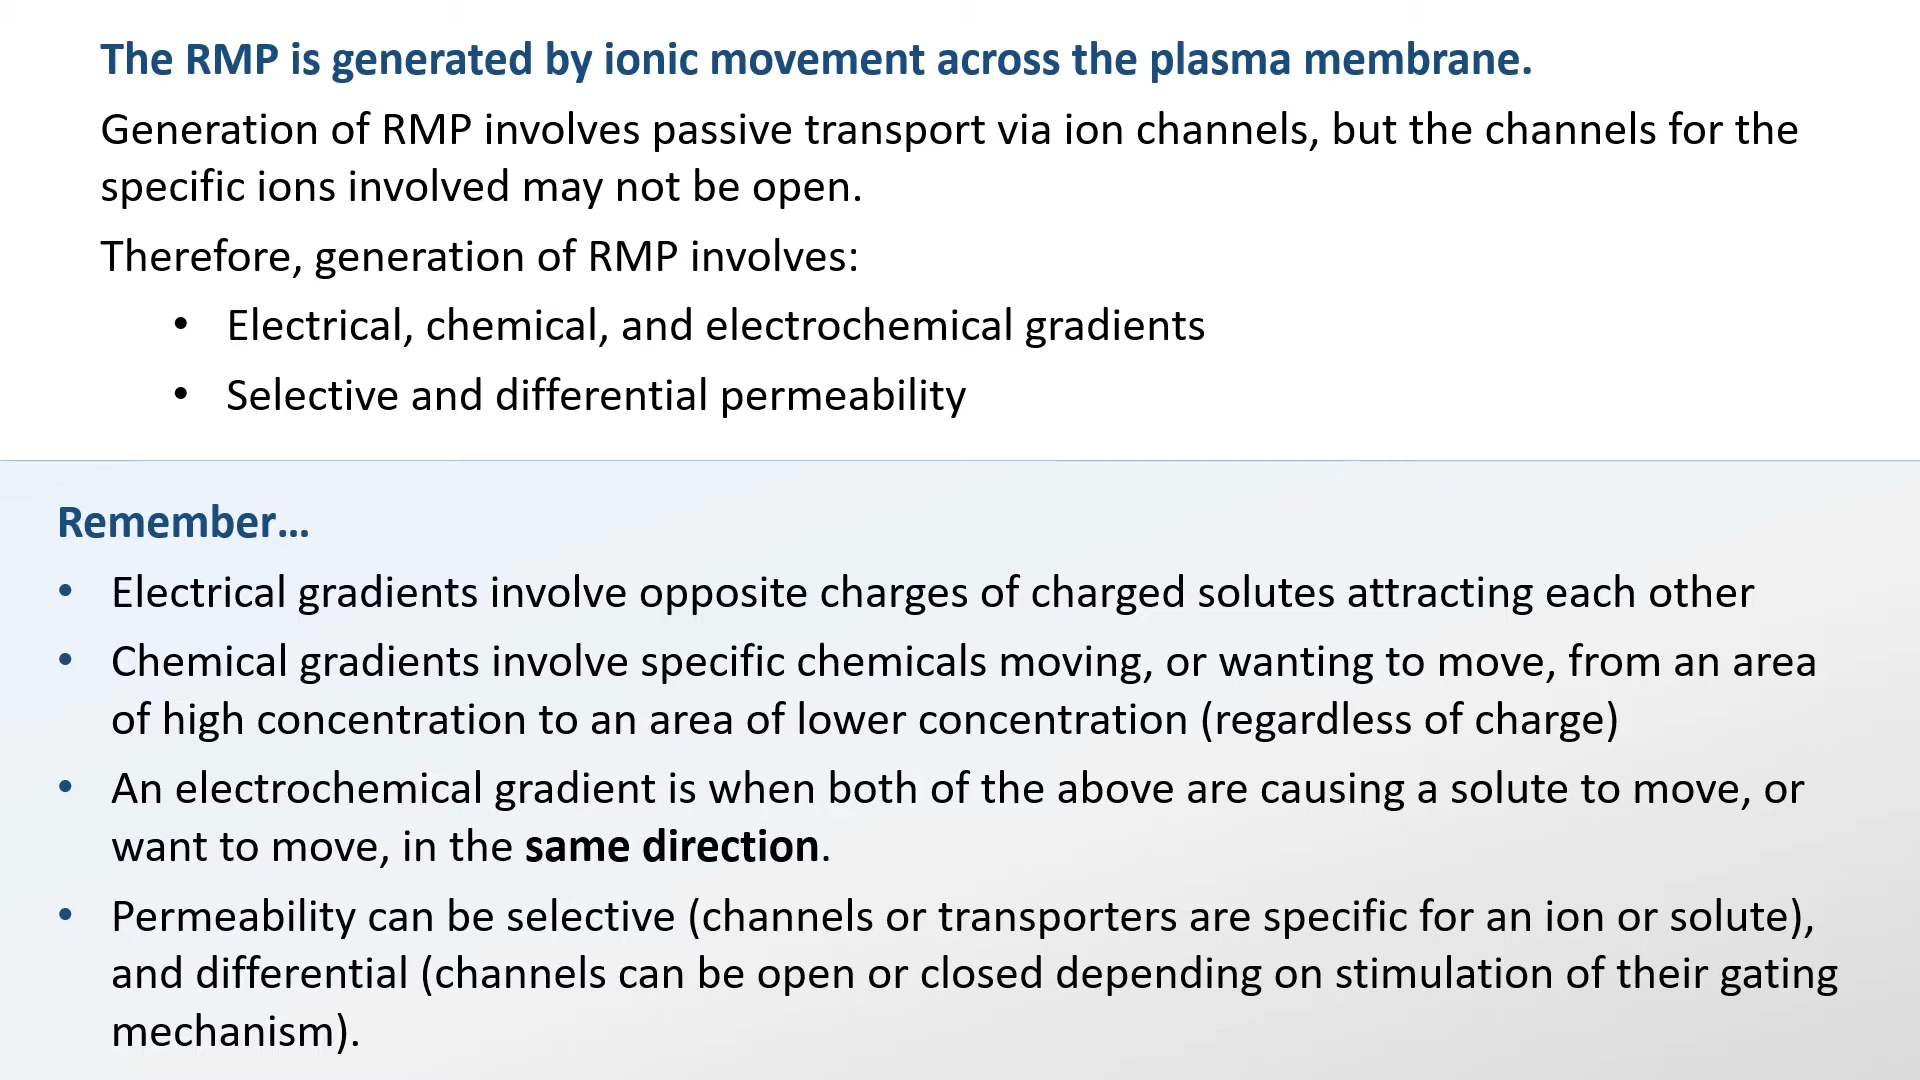 The RMP is generated by ionic movement across the plasma membrane.
Generation of RMP involves passive transport via ion channels, but the channels for the
specific ions involved may not be open.
Therefore, generation of RMP involves:
• Electrical, chemical, and electrochemical gradients
• Selective and differential permeability
Remember…
• Electrical gradients involve opposite charges of charged solutes attracting each other
• Chemical gradients involve specific chemicals moving, or wanting to move, from an area
of high concentration to an area of lower concentration (regardless of charge)
• An electrochemical gradient is when both of the above are causing a solute to move, or
want to move, in the same direction.
• Permeability can be selective (channels or transporters are specific for an ion or solute),
and differential (channels can be open or closed depending on stimulation of their gating
mechanism).